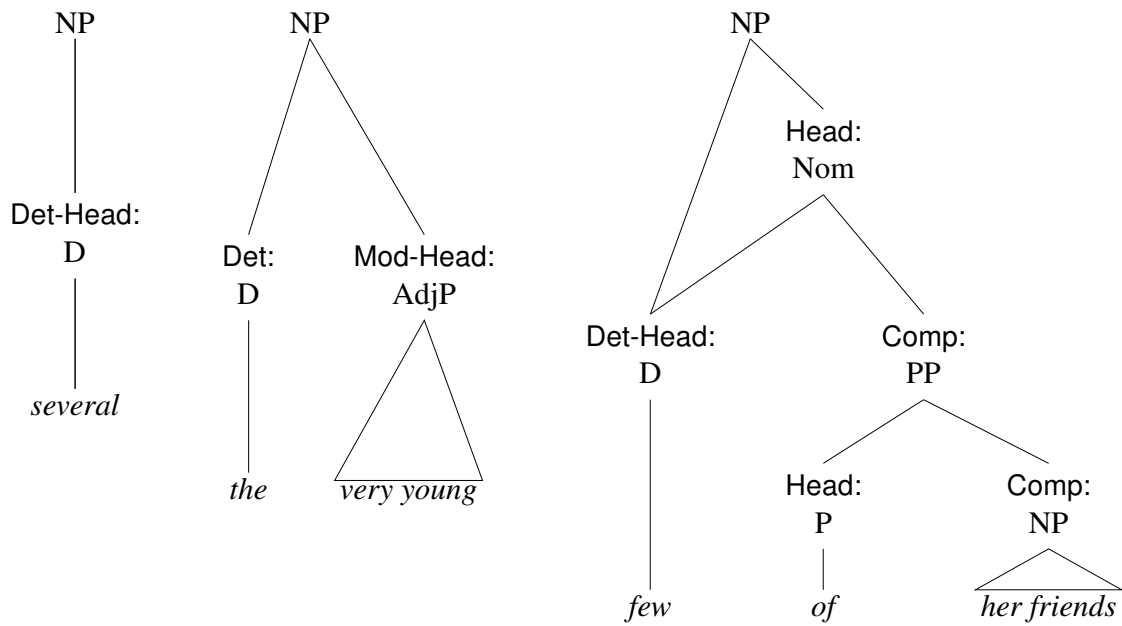 NP
Det-Head:
D
several
NP
Det:
D
the
Mod-Head:
AdjP
very young
NP
Head:
Nom
Det-Head:
D
few
Comp:
PP
Head:
P
of
Comp:
NP
her friends